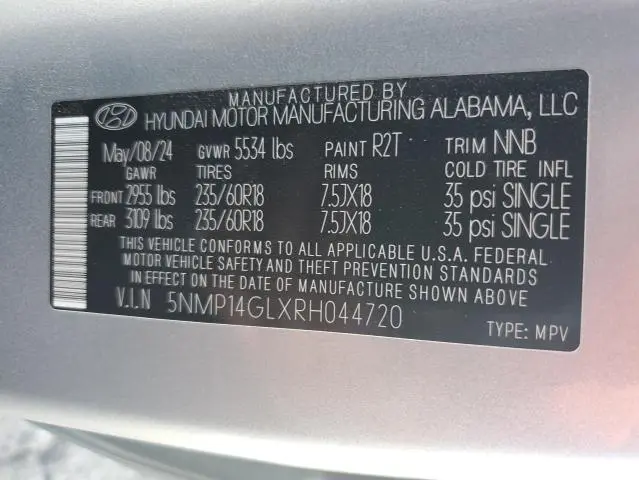 MANUFACTURED BY
HYUNDAI MOTOR MANUFACTURING ALABAMA, LLC
May/08/24 GVWR 5534 lbs PAINT R2T TRIM NNB
GAWR TIRES RIMS COLD TIRE INFL
FRONT 2955 lbs 235/60R18 7.5JX18 35 psi SINGLE
REAR 3109 lbs 235/60R18 7.5JX18 35 psi SINGLE
THIS VEHICLE CONFORMS TO ALL APPLICABLE U.S.A. FEDERAL
MOTOR VEHICLE SAFETY AND THEFT PREVENTION STANDARDS
IN EFFECT ON THE DATE OF MANUFACTURE SHOWN ABOVE.
V.I.N 5NMP14GLXRH044720
TYPE: MPV